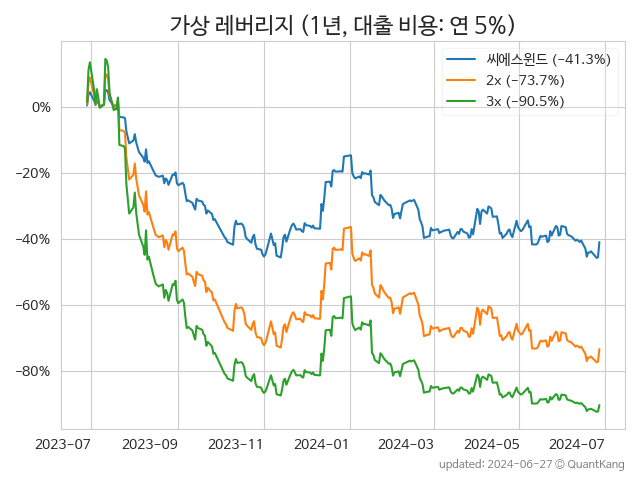 가상 레버리지 (1년, 대출 비용: 연 5%)
씨에스윈드 (−41.3%)
2x (−73.7%)
3x (−90.5%)
0%
−20%
−40%
−60%
−80%
2023-07 2023-09 2023-11 2024-01 2024-03 2024-05 2024-07
updated: 2024-06-27 © QuantKang